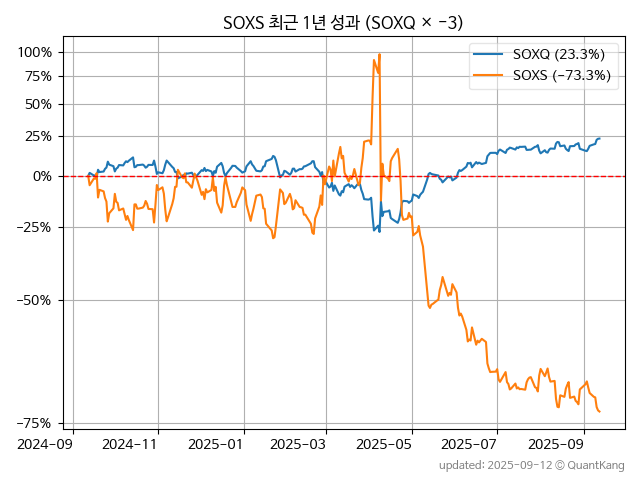 SOXS 최근 1년 성과 (SOXQ × −3)
SOXQ (23.3%)
SOXS (−73.3%)
100%
75%
50%
25%
0%
−25%
−50%
−75%
2024−09 2024−11 2025−01 2025−03 2025−05 2025−07 2025−09
updated: 2025−09−12 © QuantKang